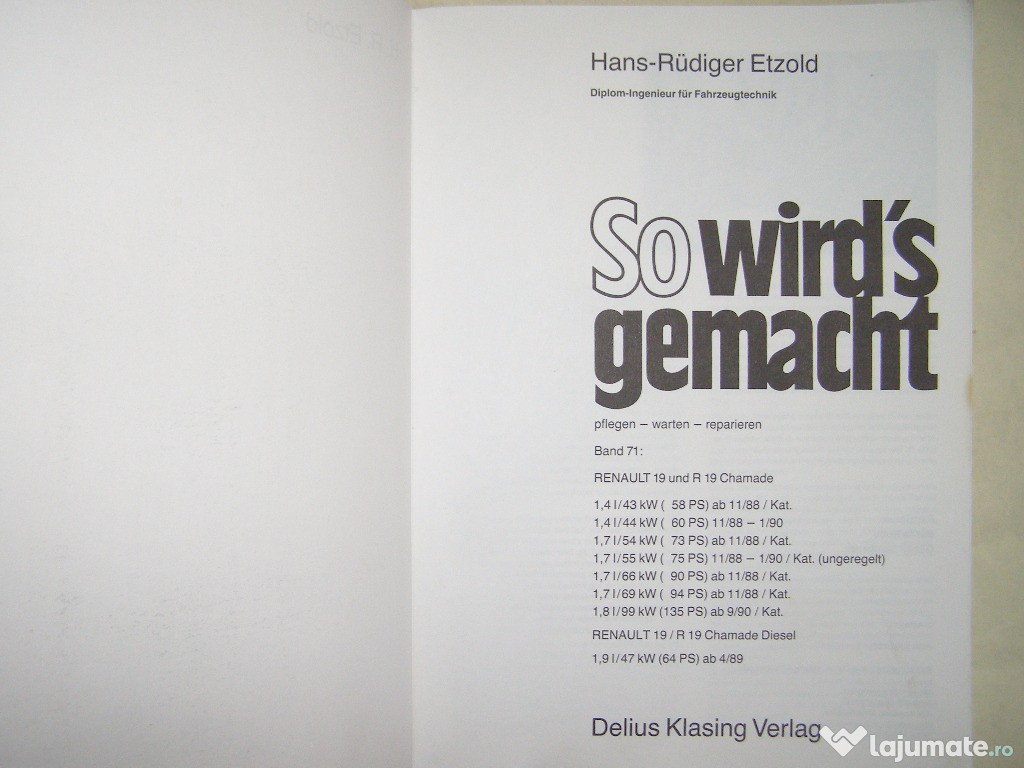 Hans-Rüdiger Etzold
Diplom-Ingenieur für Fahrzeugtechnik
So wird's
gemacht
pflegen – warten – reparieren
Band 71:
RENAULT 19 und R 19 Chamade
1,4 l/43 kW ( 58 PS) ab 11/88 / Kat.
1,4 l/44 kW ( 60 PS) 11/88 – 1/90
1,7 l/54 kW ( 73 PS) ab 11/88 / Kat.
1,7 l/55 kW ( 75 PS) 11/88 – 1/90 / Kat. (ungeregelt)
1,7 l/66 kW ( 90 PS) ab 11/88 / Kat.
1,7 l/69 kW ( 94 PS) ab 11/88 / Kat.
1,8 l/99 kW (135 PS) ab 9/90 / Kat.
RENAULT 19 / R 19 Chamade Diesel
1,9 l/47 kW (64 PS) ab 4/89
Delius Klasing Verlag
lajumate.ro